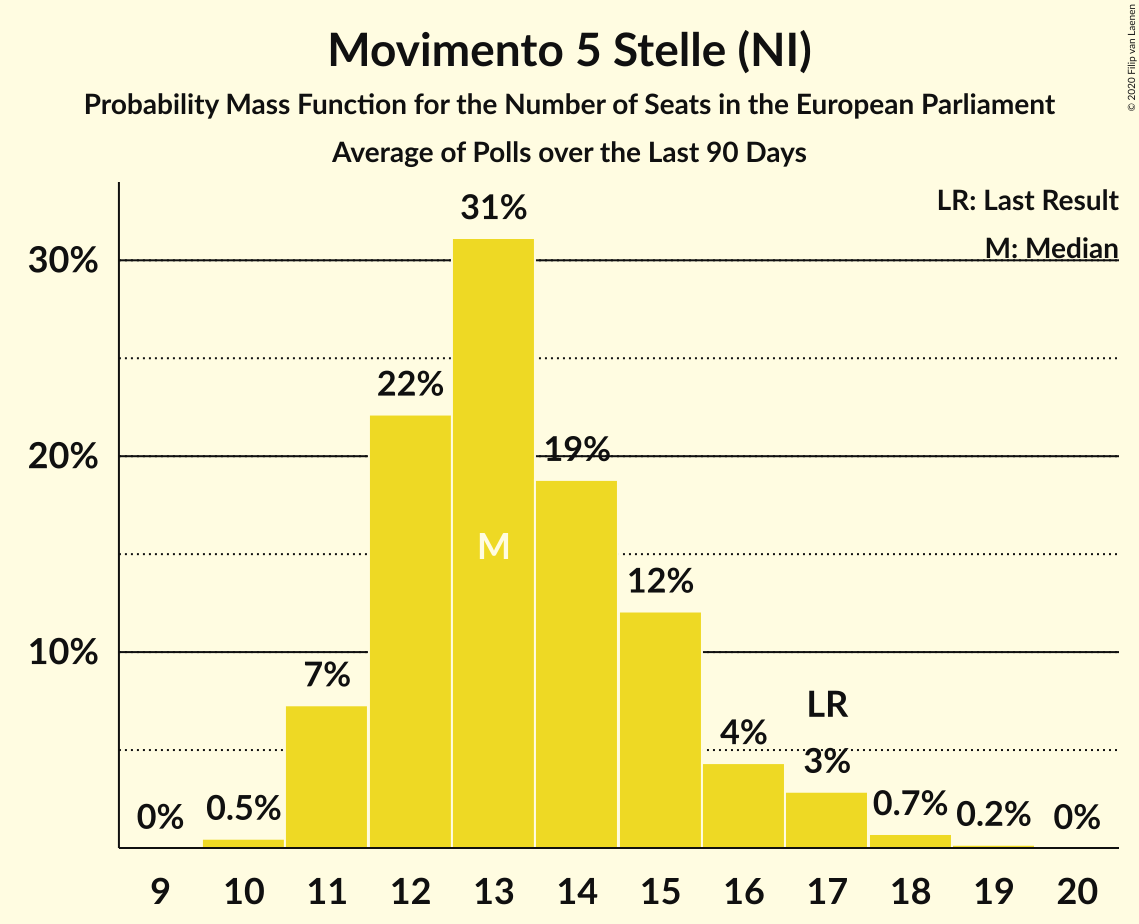 Movimento 5 Stelle (NI)
Probability Mass Function for the Number of Seats in the European Parliament
Average of Polls over the Last 90 Days
© 2020 Filip van Laenen
LR: Last Result
M: Median
31%
30%
22%
20%
19%
M
12%
10%
7%
LR
4%
3%
0% 0.5% 0.7% 0.2% 0%
9 10 11 12 13 14 15 16 17 18 19 20